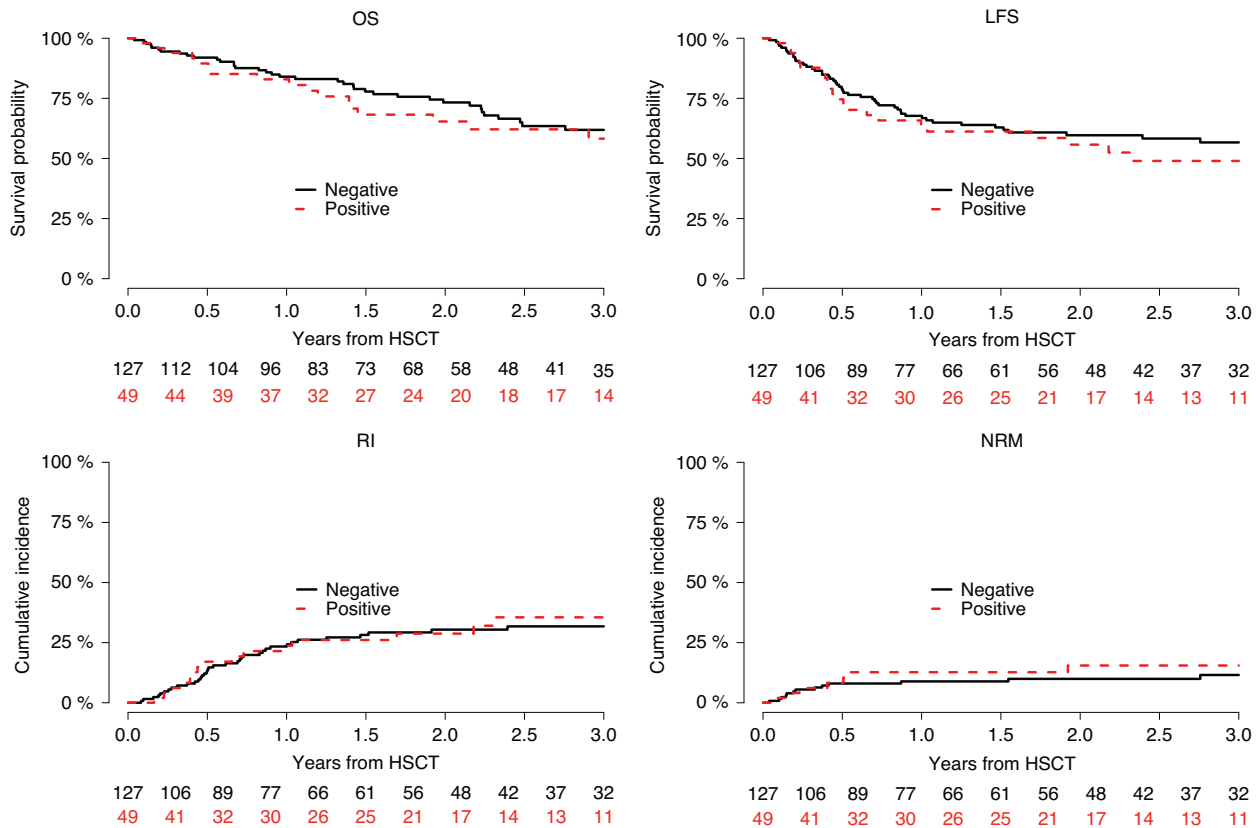 OS
Survival probability
100 %
75 %
50 %
25 %
0 %
Negative
Positive
0.0 0.5 1.0 1.5 2.0 2.5 3.0
Years from HSCT
127 112 104 96 83 73 68 58 48 41 35
49 44 39 37 32 27 24 20 18 17 14
LFS
Survival probability
100 %
75 %
50 %
25 %
0 %
Negative
Positive
0.0 0.5 1.0 1.5 2.0 2.5 3.0
Years from HSCT
127 106 89 77 66 61 56 48 42 37 32
49 41 32 30 26 25 21 17 14 13 11
RI
Cumulative incidence
100 %
75 %
50 %
25 %
0 %
Negative
Positive
0.0 0.5 1.0 1.5 2.0 2.5 3.0
Years from HSCT
127 106 89 77 66 61 56 48 42 37 32
49 41 32 30 26 25 21 17 14 13 11
NRM
Cumulative incidence
100 %
75 %
50 %
25 %
0 %
Negative
Positive
0.0 0.5 1.0 1.5 2.0 2.5 3.0
Years from HSCT
127 106 89 77 66 61 56 48 42 37 32
49 41 32 30 26 25 21 17 14 13 11